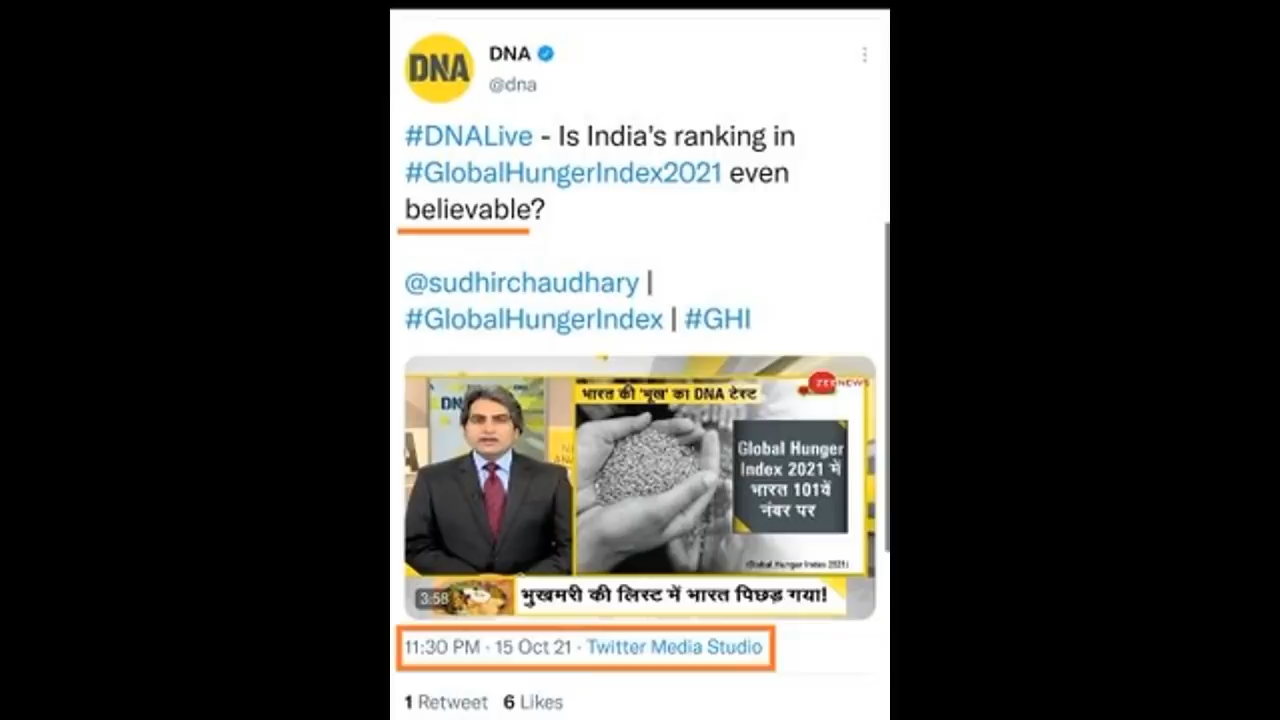 DNA
DNA
@dna
#DNALive - Is India's ranking in
#GlobalHungerIndex2021 even
believable?
@sudhirchaudhary |
#GlobalHungerIndex | #GHI
DN
भारत की 'भूख' का DNA टेस्ट
ZEE NEWS
Global Hunger
Index 2021 में
भारत 101वें
नंबर पर
(Global Hunger Index 2021)
3:58
भुखमरी की लिस्ट में भारत पिछड़ गया!
11:30 PM · 15 Oct 21 · Twitter Media Studio
1 Retweet 6 Likes